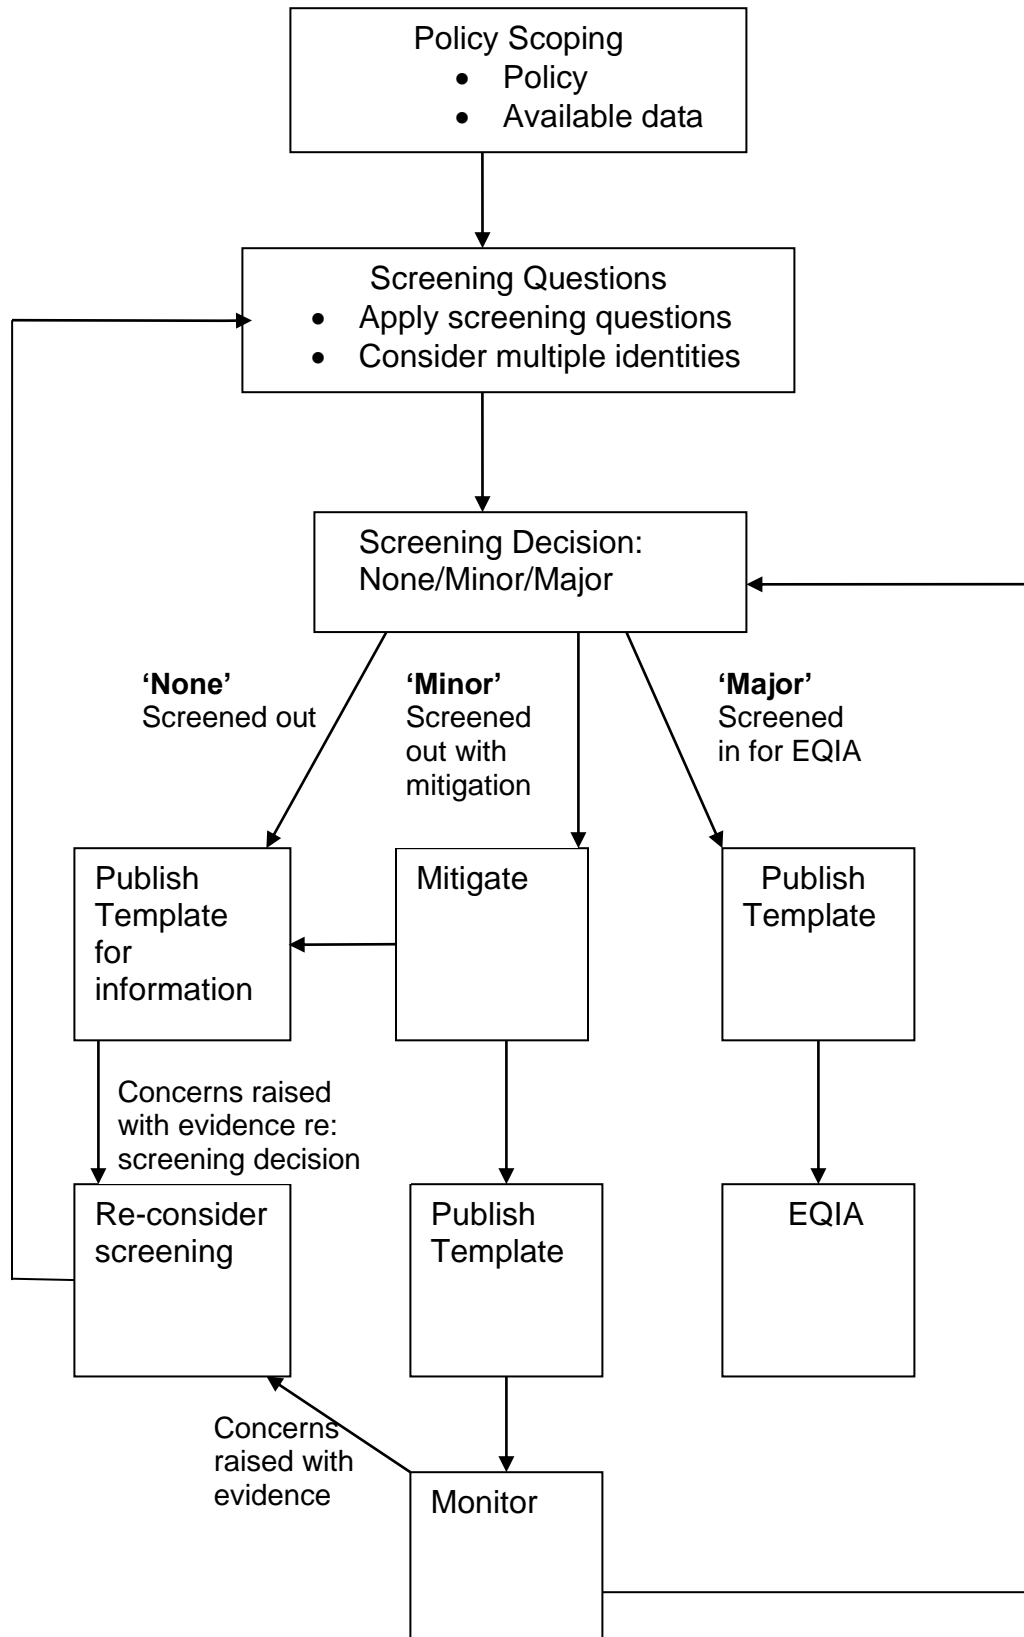 Policy Scoping
• Policy
• Available data
Screening Questions
• Apply screening questions
• Consider multiple identities
Screening Decision:
None/Minor/Major
‘None’
Screened out
‘Minor’
Screened
out with
mitigation
‘Major’
Screened
in for EQIA
Publish
Template
for
information
Mitigate
Publish
Template
Concerns raised
with evidence re:
screening decision
Re-consider
screening
Publish
Template
EQIA
Concerns
raised with
evidence
Monitor